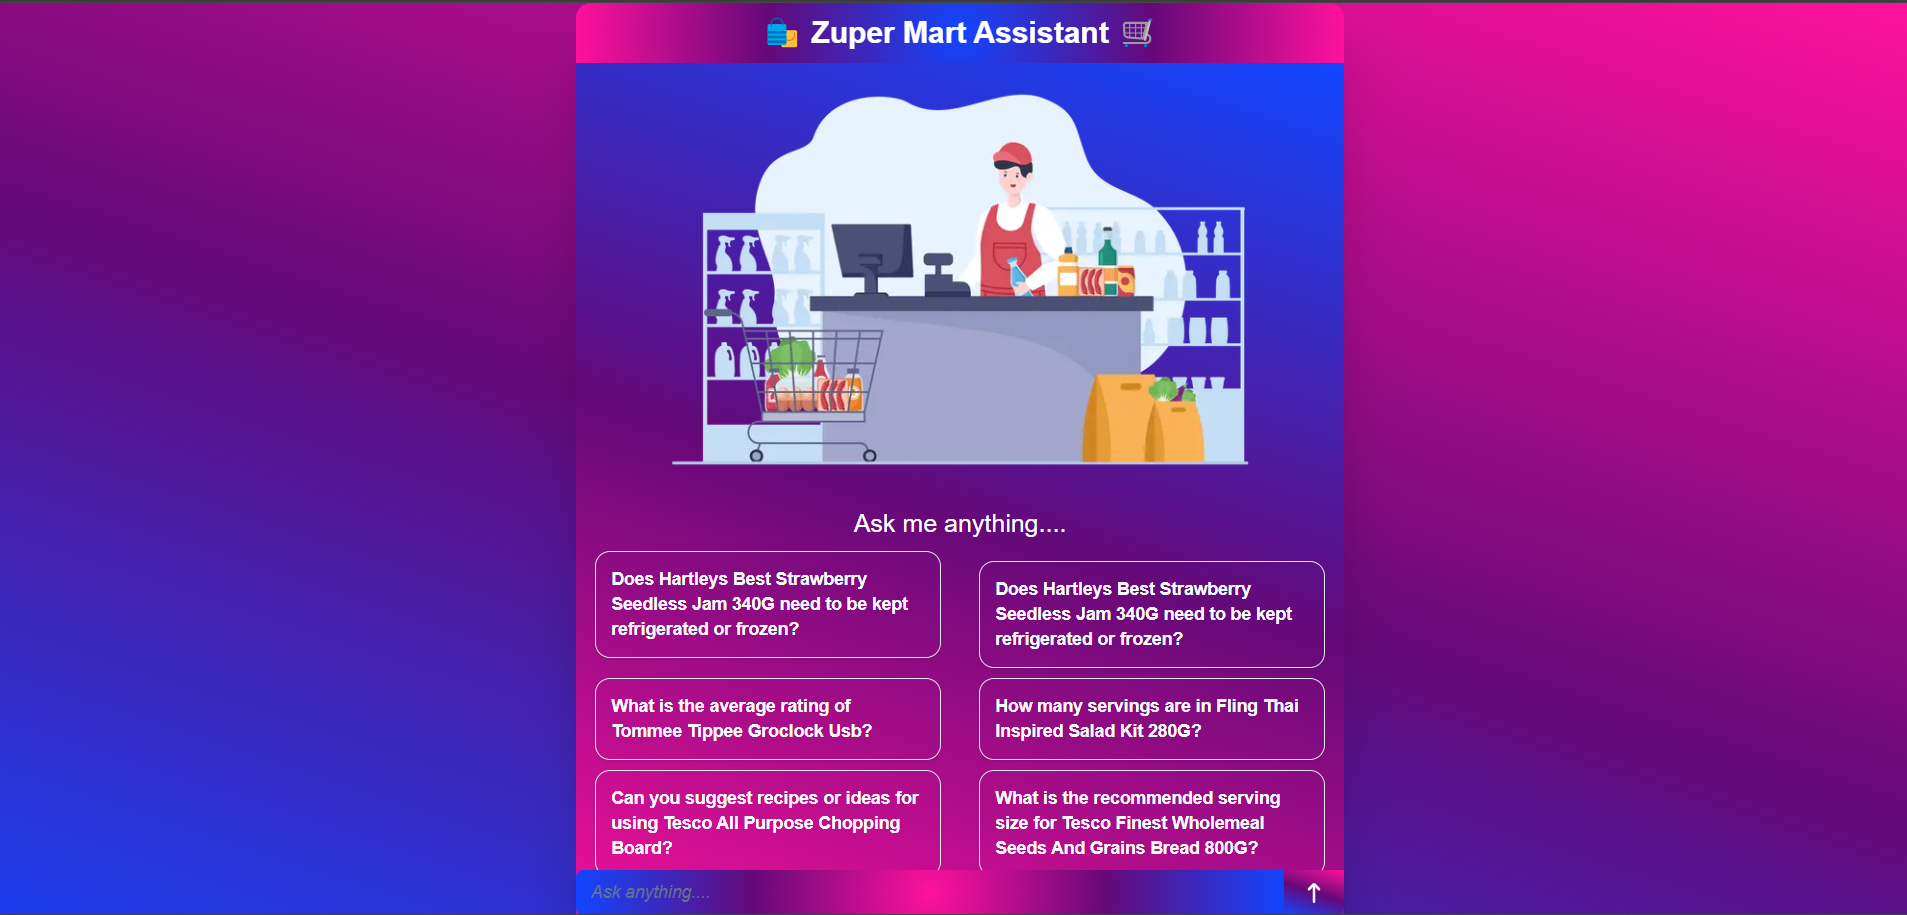 Zuper Mart Assistant
Ask me anything....
Does Hartleys Best Strawberry
Seedless Jam 340G need to be kept
refrigerated or frozen?
Does Hartleys Best Strawberry
Seedless Jam 340G need to be kept
refrigerated or frozen?
What is the average rating of
Tommee Tippee Groclock Usb?
How many servings are in Fling Thai
Inspired Salad Kit 280G?
Can you suggest recipes or ideas for
using Tesco All Purpose Chopping
Board?
What is the recommended serving
size for Tesco Finest Wholemeal
Seeds And Grains Bread 800G?
Ask anything....